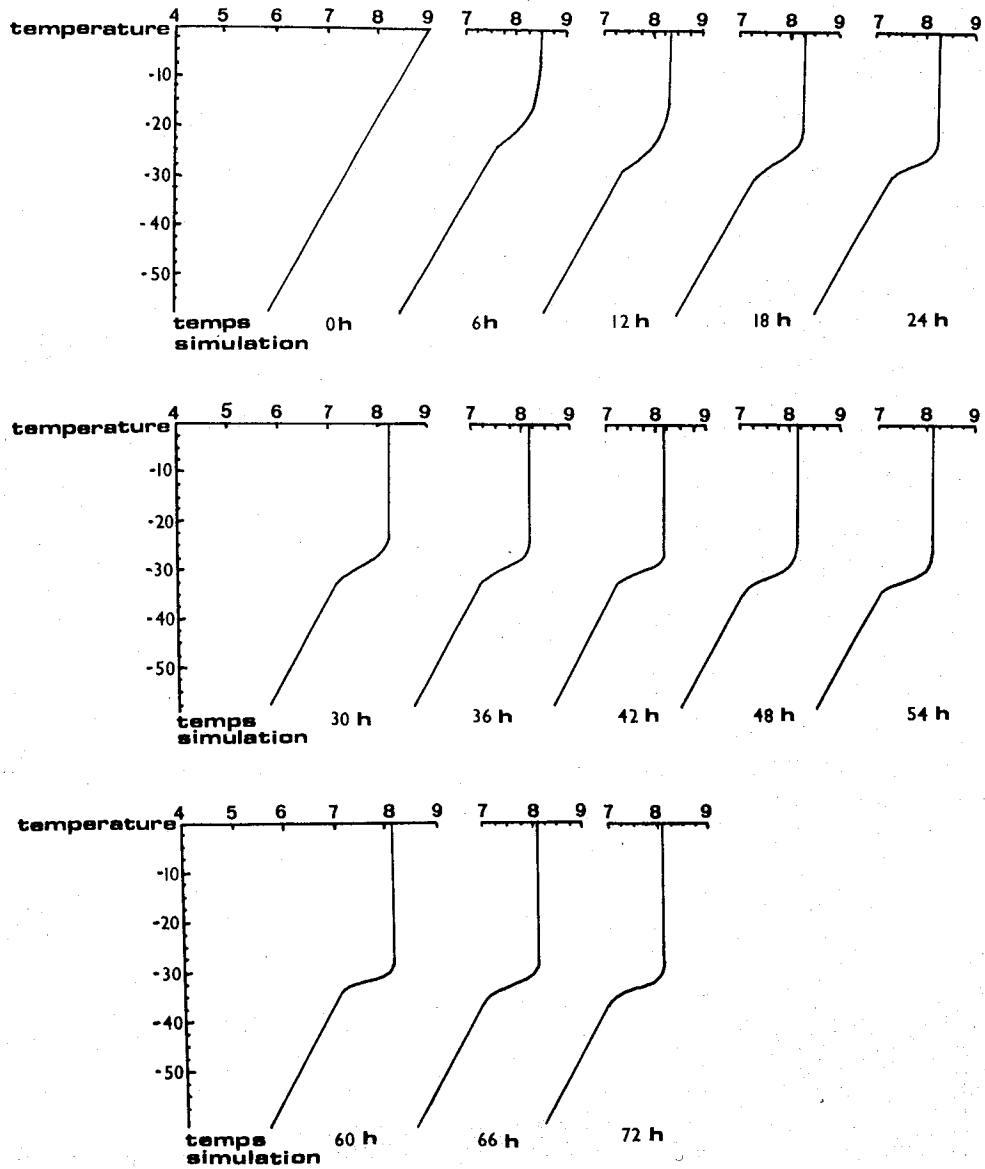 4 5 6 7 8 9 7 8 9 7 8 9 7 8 9 7 8 9
temperature
-10
-20
-30
-40
-50
temps 0h 6h 12 h 18 h 24 h
simulation
4 5 6 7 8 9 7 8 9 7 8 9 7 8 9 7 8 9
temperature
-10
-20
-30
-40
-50
temps 30 h 36 h 42 h 48 h 54 h
simulation
4 5 6 7 8 9 7 8 9 7 8 9
temperature
-10
-20
-30
-40
-50
temps 60 h 66 h 72 h
simulation